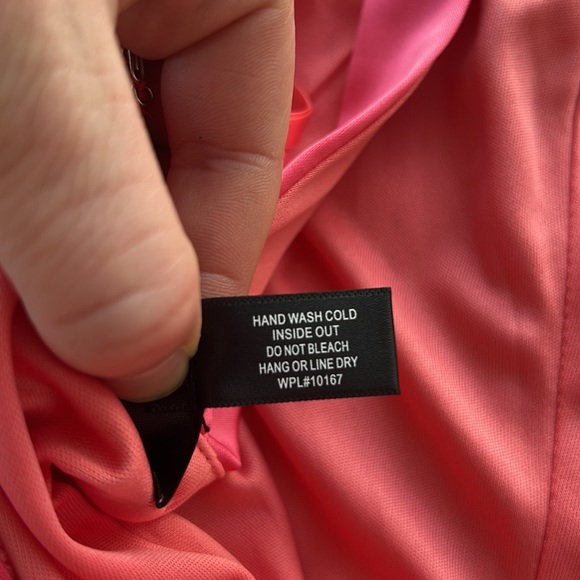 HAND WASH COLD
INSIDE OUT
DO NOT BLEACH
HANG OR LINE DRY
WPL#10167